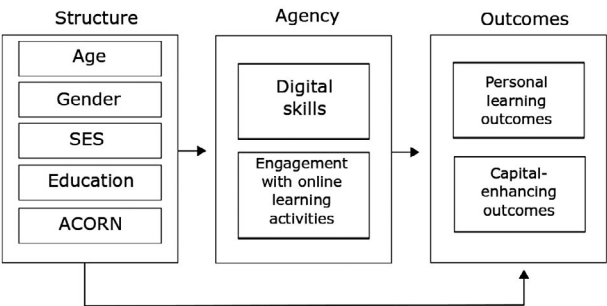 Structure
Age
Gender
SES
Education
ACORN
Agency
Digital
skills
Engagement
with online
learning
activities
Outcomes
Personal
learning
outcomes
Capital-
enhancing
outcomes